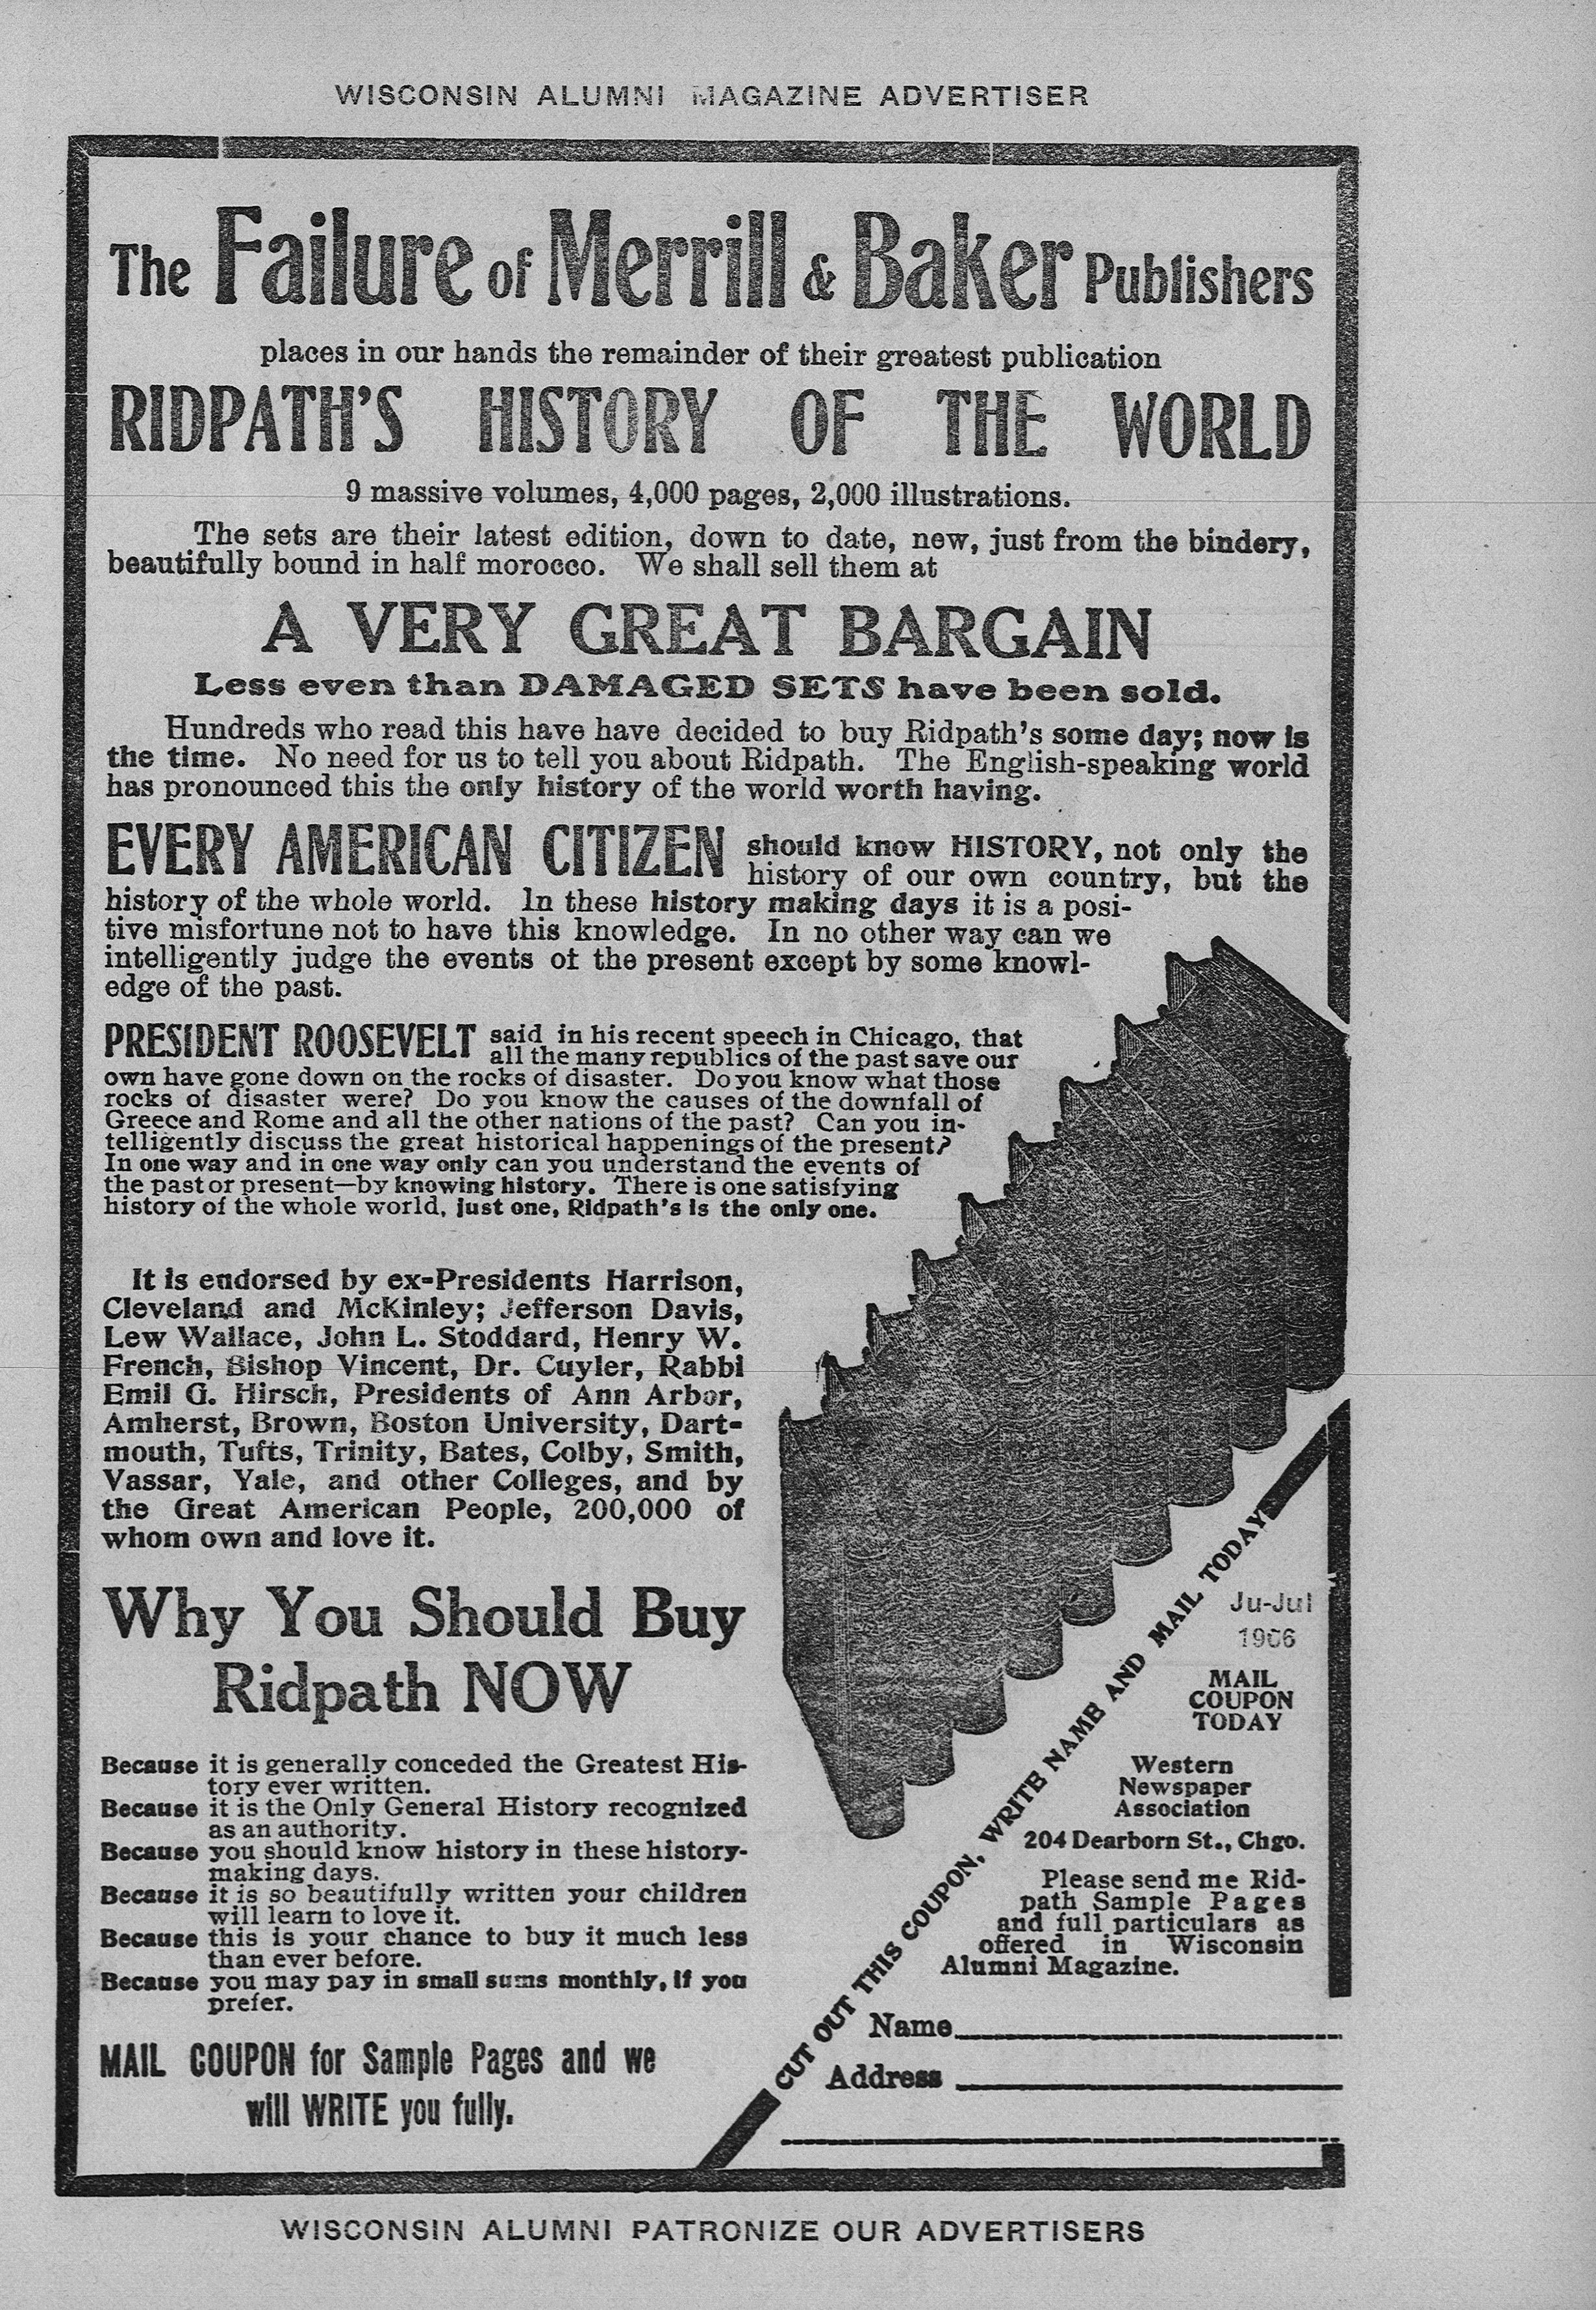 WISCONSIN ALUMNI MAGAZINE ADVERTISER
The Failure of Merrill & Baker Publishers
places in our hands the remainder of their greatest publication
RIDPATH'S HISTORY OF THE WORLD
9 massive volumes, 4,000 pages, 2,000 illustrations.
The sets are their latest edition, down to date, new, just from the bindery,
beautifully bound in half morocco. We shall sell them at
A VERY GREAT BARGAIN
Less even than DAMAGED SETS have been sold.
Hundreds who read this have have decided to buy Ridpath's some day; now is
the time. No need for us to tell you about Ridpath. The English-speaking world
has pronounced this the only history of the world worth having.
EVERY AMERICAN CITIZEN should know HISTORY, not only the
history of our own country, but the
history of the whole world. In these history making days it is a posi-
tive misfortune not to have this knowledge. In no other way can we
intelligently judge the events of the present except by some knowl-
edge of the past.
PRESIDENT ROOSEVELT said in his recent speech in Chicago, that
all the many republics of the past save our
own have gone down on the rocks of disaster. Do you know what those
rocks of disaster were? Do you know the causes of the downfall of
Greece and Rome and all the other nations of the past? Can you in-
telligently discuss the great historical happenings of the present?
In one way and in one way only can you understand the events of
the past or present—by knowing history. There is one satisfying
history of the whole world, just one, Ridpath's is the only one.
It is endorsed by ex-Presidents Harrison,
Cleveland and McKinley; Jefferson Davis,
Lew Wallace, John L. Stoddard, Henry W.
French, Bishop Vincent, Dr. Cuyler, Rabbi
Emil G. Hirsch, Presidents of Ann Arbor,
Amherst, Brown, Boston University, Dart-
mouth, Tufts, Trinity, Bates, Colby, Smith,
Vassar, Yale, and other Colleges, and by
the Great American People, 200,000 of
whom own and love it.
Why You Should Buy
Ridpath NOW
Because it is generally conceded the Greatest His-
tory ever written.
Because it is the Only General History recognized
as an authority.
Because you should know history in these history-
making days.
Because it is so beautifully written your children
will learn to love it.
Because this is your chance to buy it much less
than ever before.
Because you may pay in small sums monthly, if you
prefer.
MAIL COUPON for Sample Pages and we
will WRITE you fully.
CUT OUT THIS COUPON, WRITE NAME AND MAIL TODAY
Ju-Jul
1906
MAIL
COUPON
TODAY
Western
Newspaper
Association
204 Dearborn St., Chgo.
Please send me Rid-
path Sample Pages
and full particulars as
offered in Wisconsin
Alumni Magazine.
Name
Address
WISCONSIN ALUMNI PATRONIZE OUR ADVERTISERS